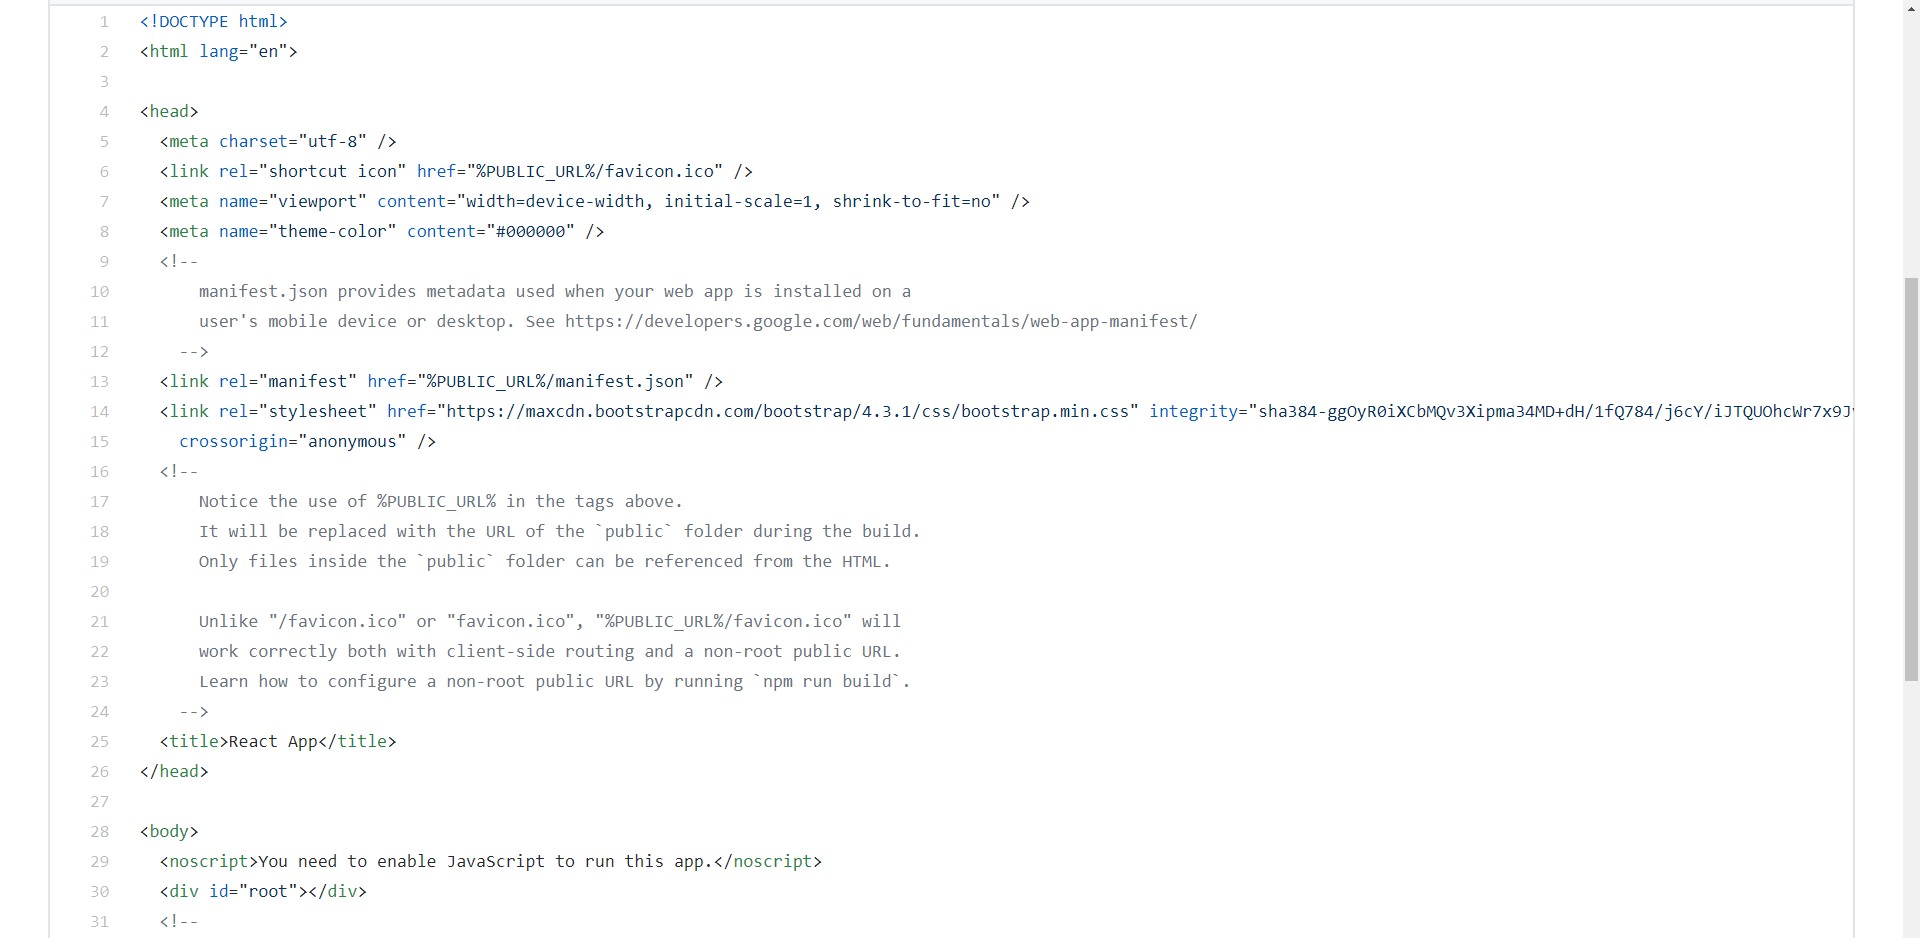 1 <!DOCTYPE html>
2 <html lang="en">
3
4 <head>
5 <meta charset="utf-8" />
6 <link rel="shortcut icon" href="%PUBLIC_URL%/favicon.ico" />
7 <meta name="viewport" content="width=device-width, initial-scale=1, shrink-to-fit=no" />
8 <meta name="theme-color" content="#000000" />
9 <!--
10 manifest.json provides metadata used when your web app is installed on a
11 user's mobile device or desktop. See https://developers.google.com/web/fundamentals/web-app-manifest/
12 -->
13 <link rel="manifest" href="%PUBLIC_URL%/manifest.json" />
14 <link rel="stylesheet" href="https://maxcdn.bootstrapcdn.com/bootstrap/4.3.1/css/bootstrap.min.css" integrity="sha384-ggOyR0iXCbMQv3Xipma34MD+dH/1fQ784/j6cY/iJTQUOhcWr7x9J
15 crossorigin="anonymous" />
16 <!--
17 Notice the use of %PUBLIC_URL% in the tags above.
18 It will be replaced with the URL of the `public` folder during the build.
19 Only files inside the `public` folder can be referenced from the HTML.
20
21 Unlike "/favicon.ico" or "favicon.ico", "%PUBLIC_URL%/favicon.ico" will
22 work correctly both with client-side routing and a non-root public URL.
23 Learn how to configure a non-root public URL by running `npm run build`.
24 -->
25 <title>React App</title>
26 </head>
27
28 <body>
29 <noscript>You need to enable JavaScript to run this app.</noscript>
30 <div id="root"></div>
31 <!--